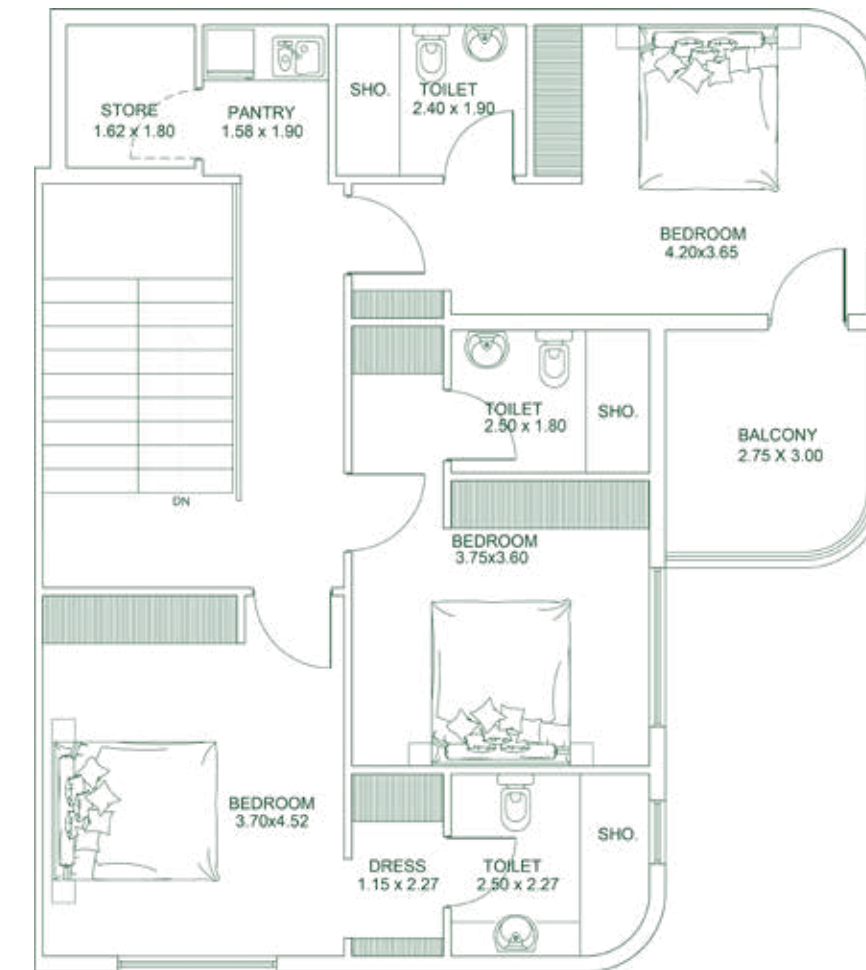 STORE
1.62 x 1.80
PANTRY
1.58 x 1.90
SHO.
TOILET
2.40 x 1.90
BEDROOM
4.20x3.65
TOILET
2.50 x 1.80
SHO.
BALCONY
2.75 X 3.00
DN
BEDROOM
3.75x3.60
BEDROOM
3.70x4.52
DRESS
1.15 x 2.27
TOILET
2.50 x 2.27
SHO.